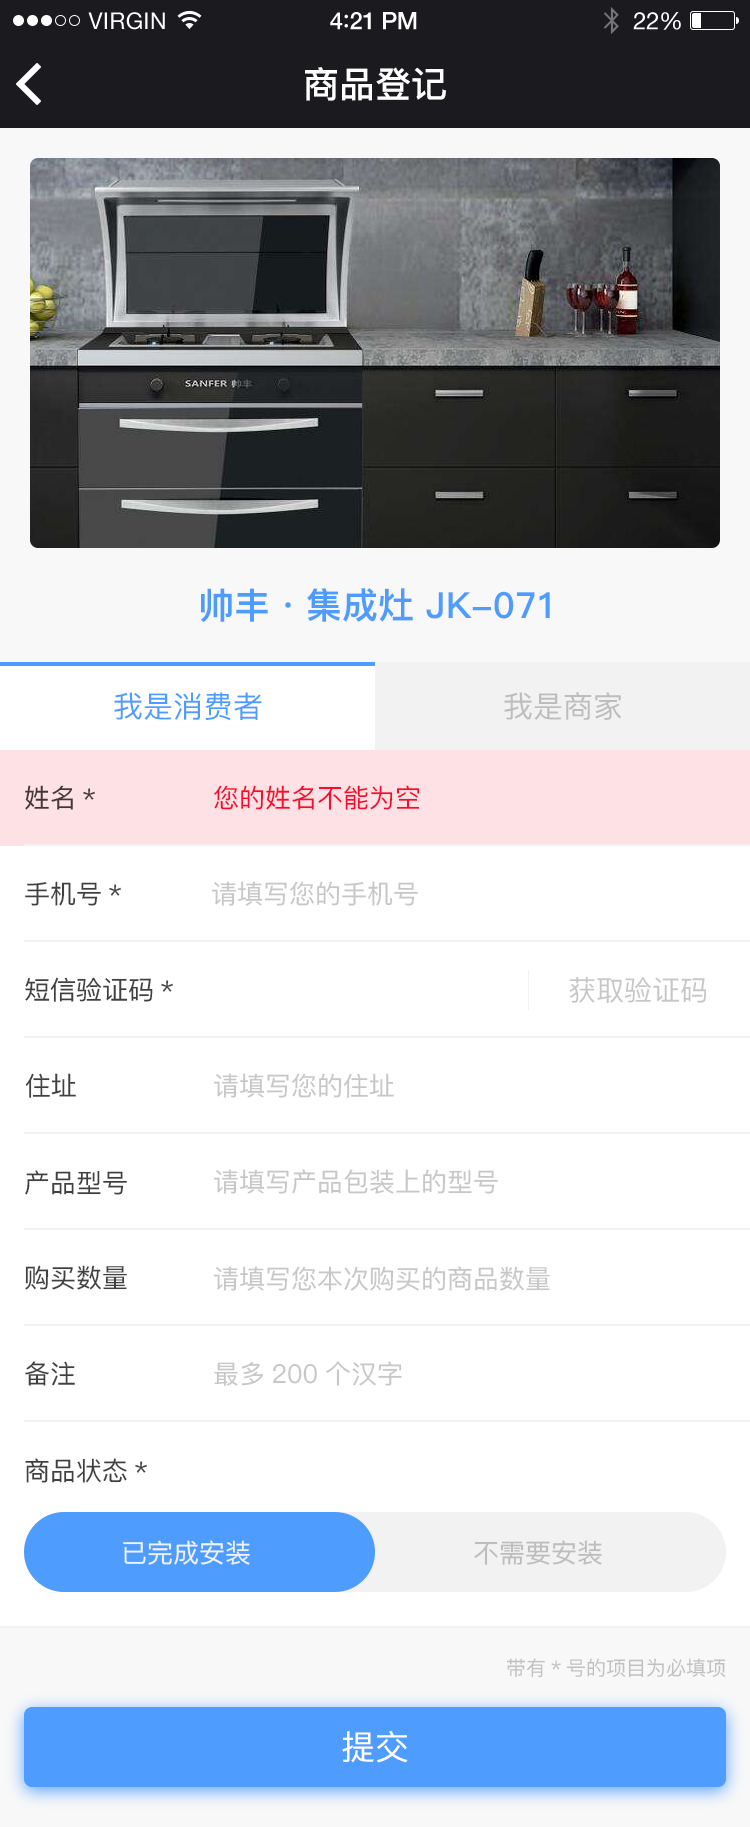 VIRGIN 4:21 PM 22%
商品登记
SANFER 帅丰
帅丰 · 集成灶 JK-071
我是消费者 我是商家
姓名 * 您的姓名不能为空
手机号 * 请填写您的手机号
短信验证码 * 获取验证码
住址 请填写您的住址
产品型号 请填写产品包装上的型号
购买数量 请填写您本次购买的商品数量
备注 最多 200 个汉字
商品状态 *
已完成安装 不需要安装
带有 * 号的项目为必填项
提交